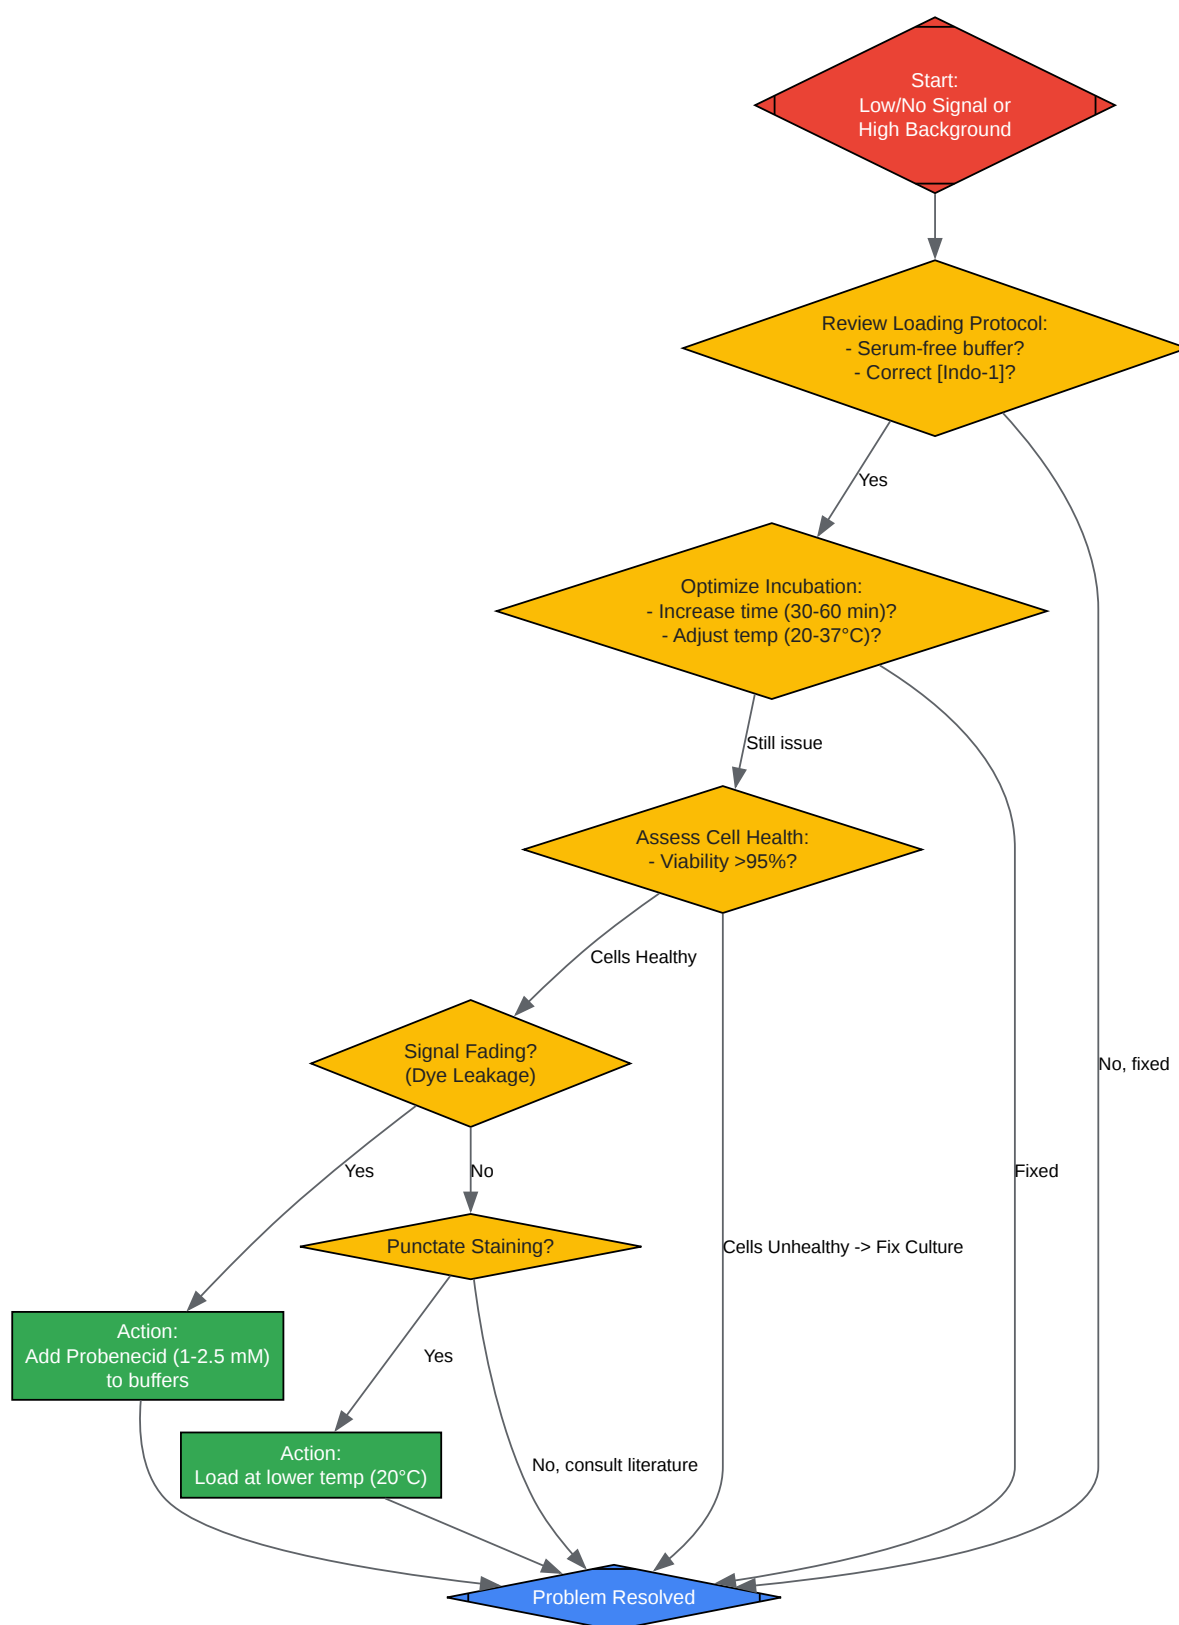 Start:
Low/No Signal or
High Background
Review Loading Protocol:
- Serum-free buffer?
- Correct [Indo-1]?
Yes
Optimize Incubation:
- Increase time (30-60 min)?
- Adjust temp (20-37°C)?
Still issue
Assess Cell Health:
- Viability >95%?
Cells Healthy
Signal Fading?
(Dye Leakage)
No, fixed
Yes
No
Fixed
Punctate Staining?
Cells Unhealthy -> Fix Culture
Action:
Add Probenecid (1-2.5 mM)
to buffers
Yes
Action:
Load at lower temp (20°C)
No, consult literature
Problem Resolved